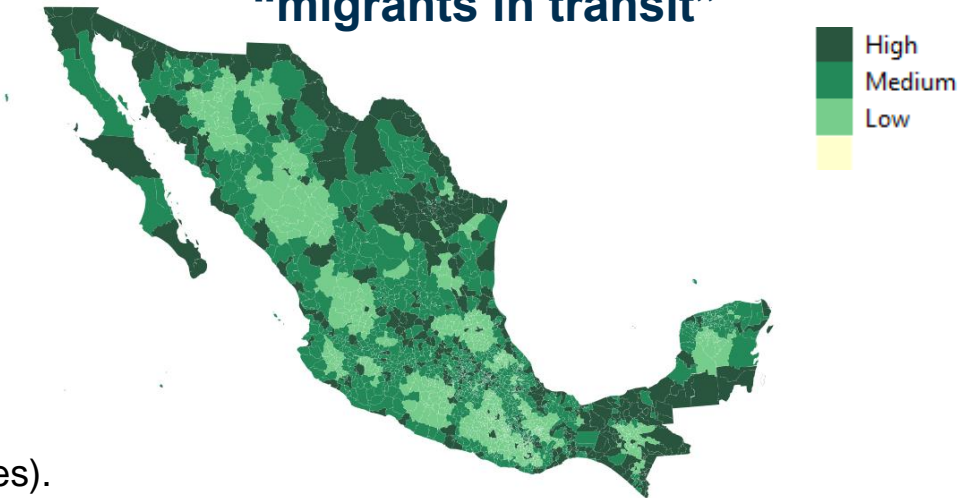 “migrants in transit”
High
Medium
Low
es).